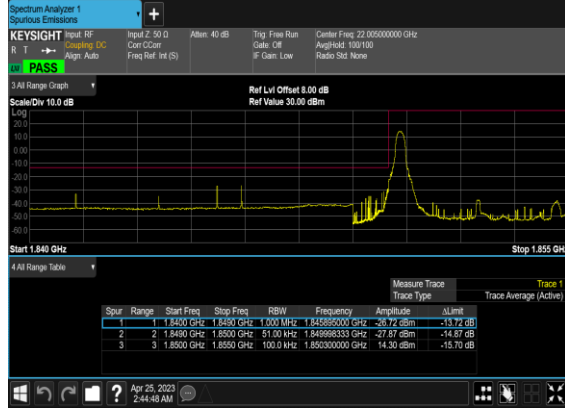 Spectrum Analyzer 1
Spurious Emissions
+
KEYSIGHT Input: RF Input Z: 50 Ω Atten: 40 dB Trig: Free Run Center Freq: 22.005000000 GHz
R T Coupling: DC Corr CCorr Gate: Off Avg|Hold: 100/100
Align: Auto Freq Ref: Int (S) IF Gain: Low Radio Std: None
PASS
3 All Range Graph
Ref Lvl Offset 8.00 dB
Scale/Div 10.0 dB Ref Value 30.00 dBm
Log
20.0
10.0
0.00
-10.0
-20.0
-30.0
-40.0
-50.0
-60.0
Start 1.840 GHz Stop 1.855 GH
4 All Range Table
Measure Trace Trace 1
Trace Type Trace Average (Active)
Spur Range Start Freq Stop Freq RBW Frequency Amplitude ΔLimit
1 1 1.8400 GHz 1.8490 GHz 1.000 MHz 1.845895000 GHz -26.72 dBm -13.72 dB
2 2 1.8490 GHz 1.8500 GHz 51.00 kHz 1.849998333 GHz -27.87 dBm -14.87 dB
3 3 1.8500 GHz 1.8550 GHz 100.0 kHz 1.850300000 GHz 14.30 dBm -15.70 dB
? Apr 25, 2023
2:44:48 AM